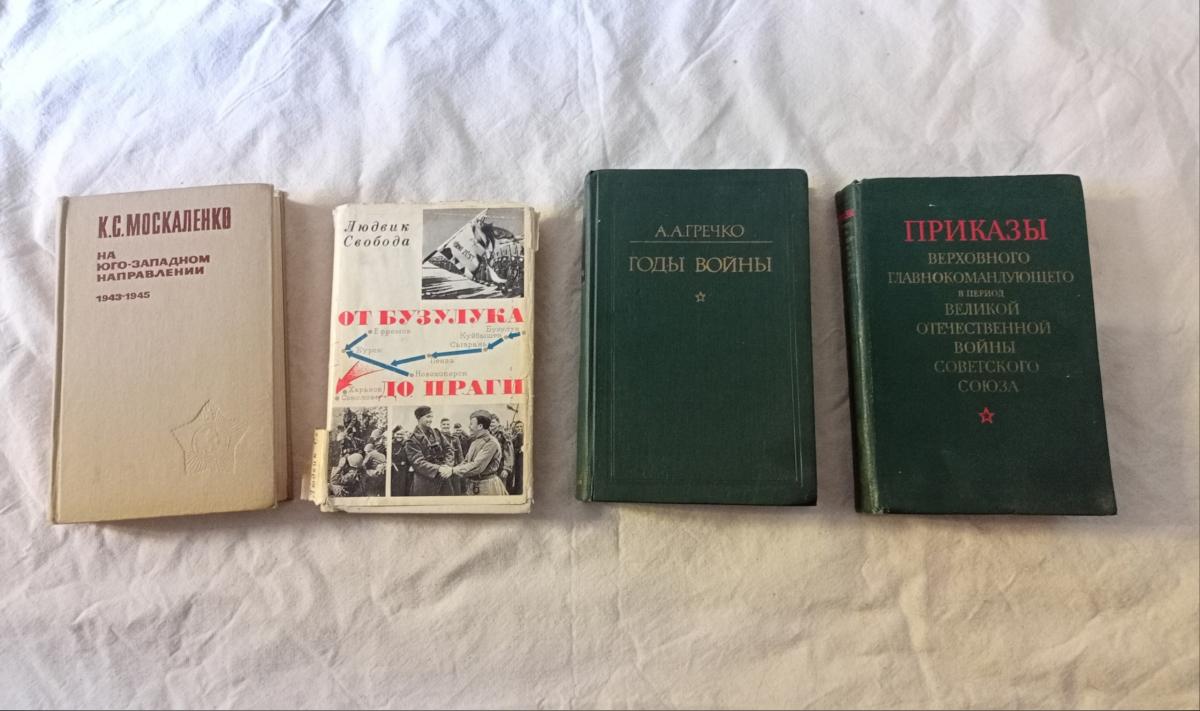 К.С.МОСКАЛЕНКО
НА
ЮГО-ЗАПАДНОМ
НАПРАВЛЕНИИ
1943-1945
Людвик
Свобода
ОТ БУЗУЛУКА
Ефремов
Бузулук
Куйбышев
Сызрань
Курск
Пенза
Новохоперск
ДО ПРАГИ
Харьков
Соколово
А.А.ГРЕЧКО
ГОДЫ ВОЙНЫ
ПРИКАЗЫ
ВЕРХОВНОГО
ГЛАВНОКОМАНДУЮЩЕГО
В ПЕРИОД
ВЕЛИКОЙ
ОТЕЧЕСТВЕННОЙ
ВОЙНЫ
СОВЕТСКОГО
СОЮЗА